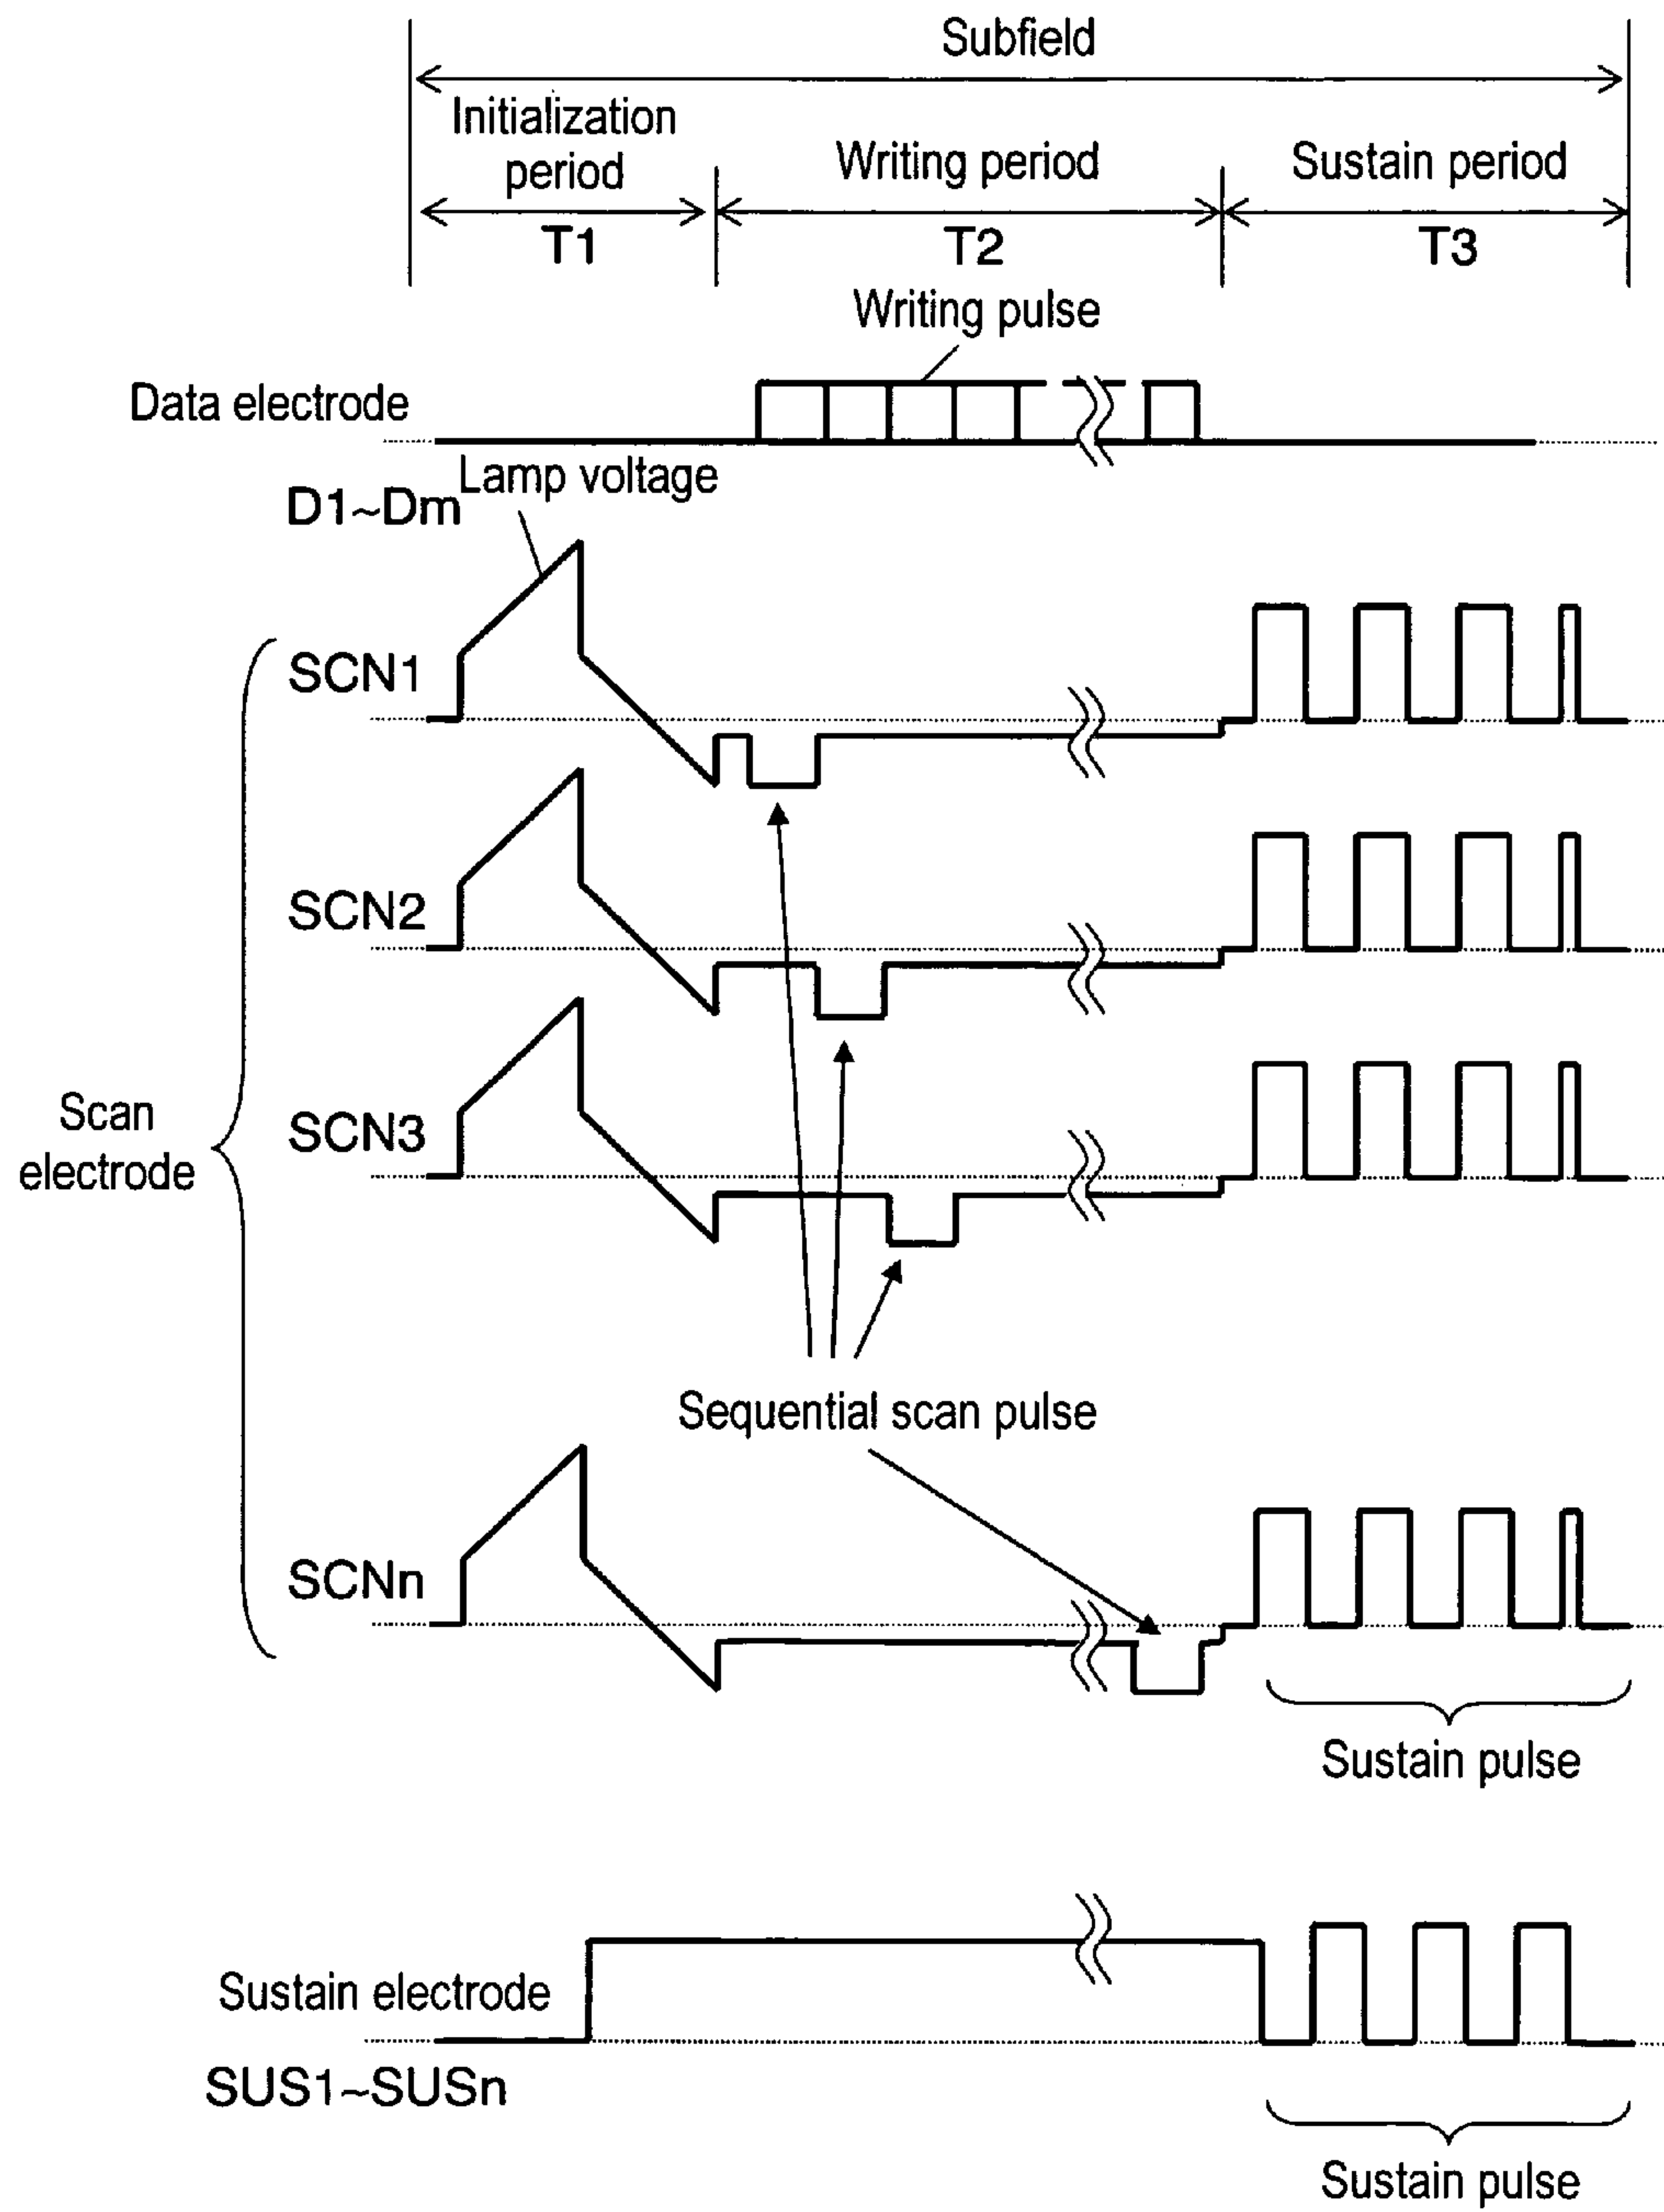 Subfield
Initialization
period
Writing period
Sustain period
T1
T2
T3
Writing pulse
Data electrode
Lamp voltage
D1~Dm
SCN1
SCN2
Scan
electrode
SCN3
Sequential scan pulse
SCNn
Sustain pulse
Sustain electrode
SUS1~SUSn
Sustain pulse